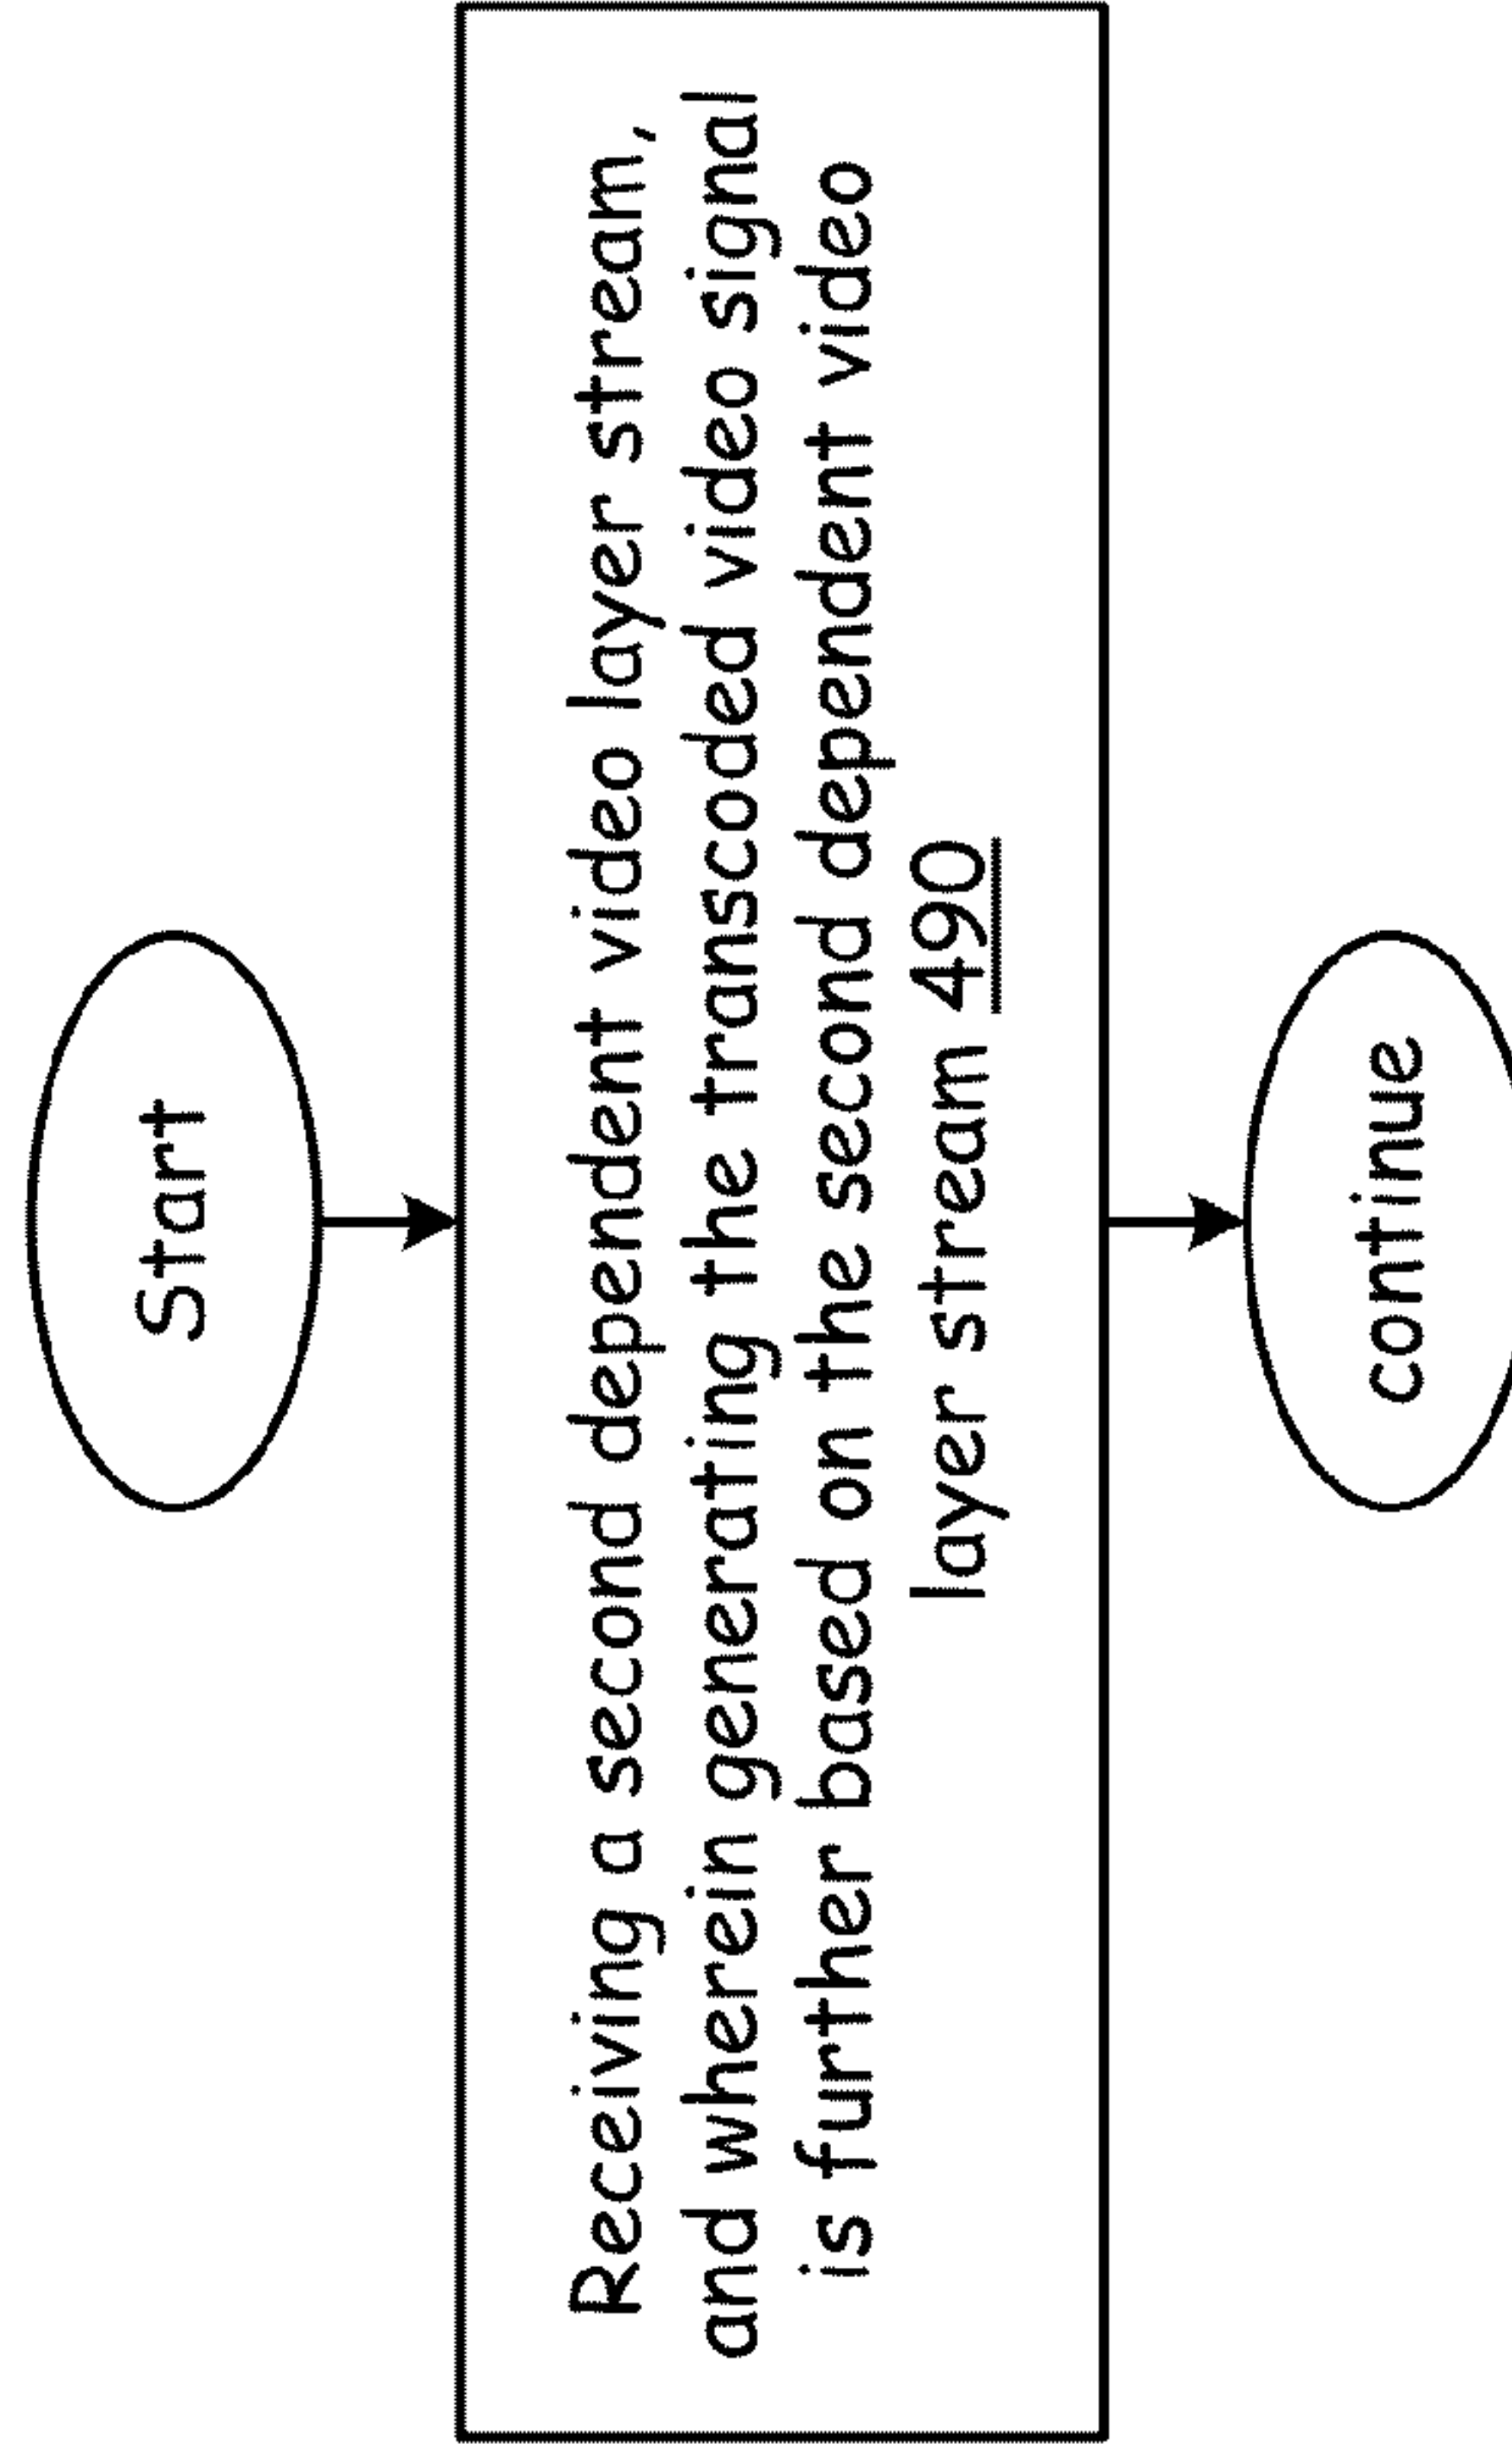 Start
Receiving a second dependent video layer stream,
and wherein generating the transcoded video signal
is further based on the second dependent video
layer stream 490
continue